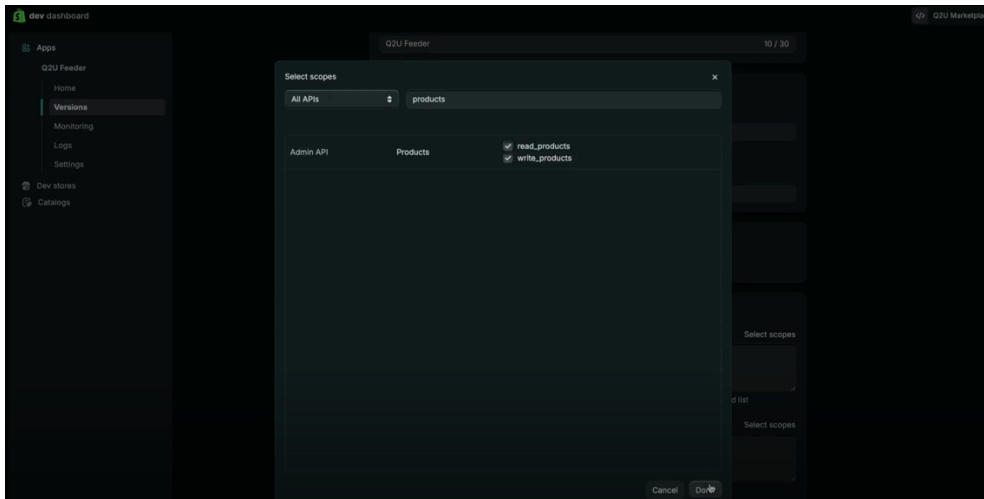 dev dashboard
Q2U Marketpla
Apps
Q2U Feeder
Home
Versions
Monitoring
Logs
Settings
Dev stores
Catalogs
Q2U Feeder 10 / 30
Select scopes
All APIs products
Admin API Products read_products
write_products
Select scopes
d list
Select scopes
Cancel Done